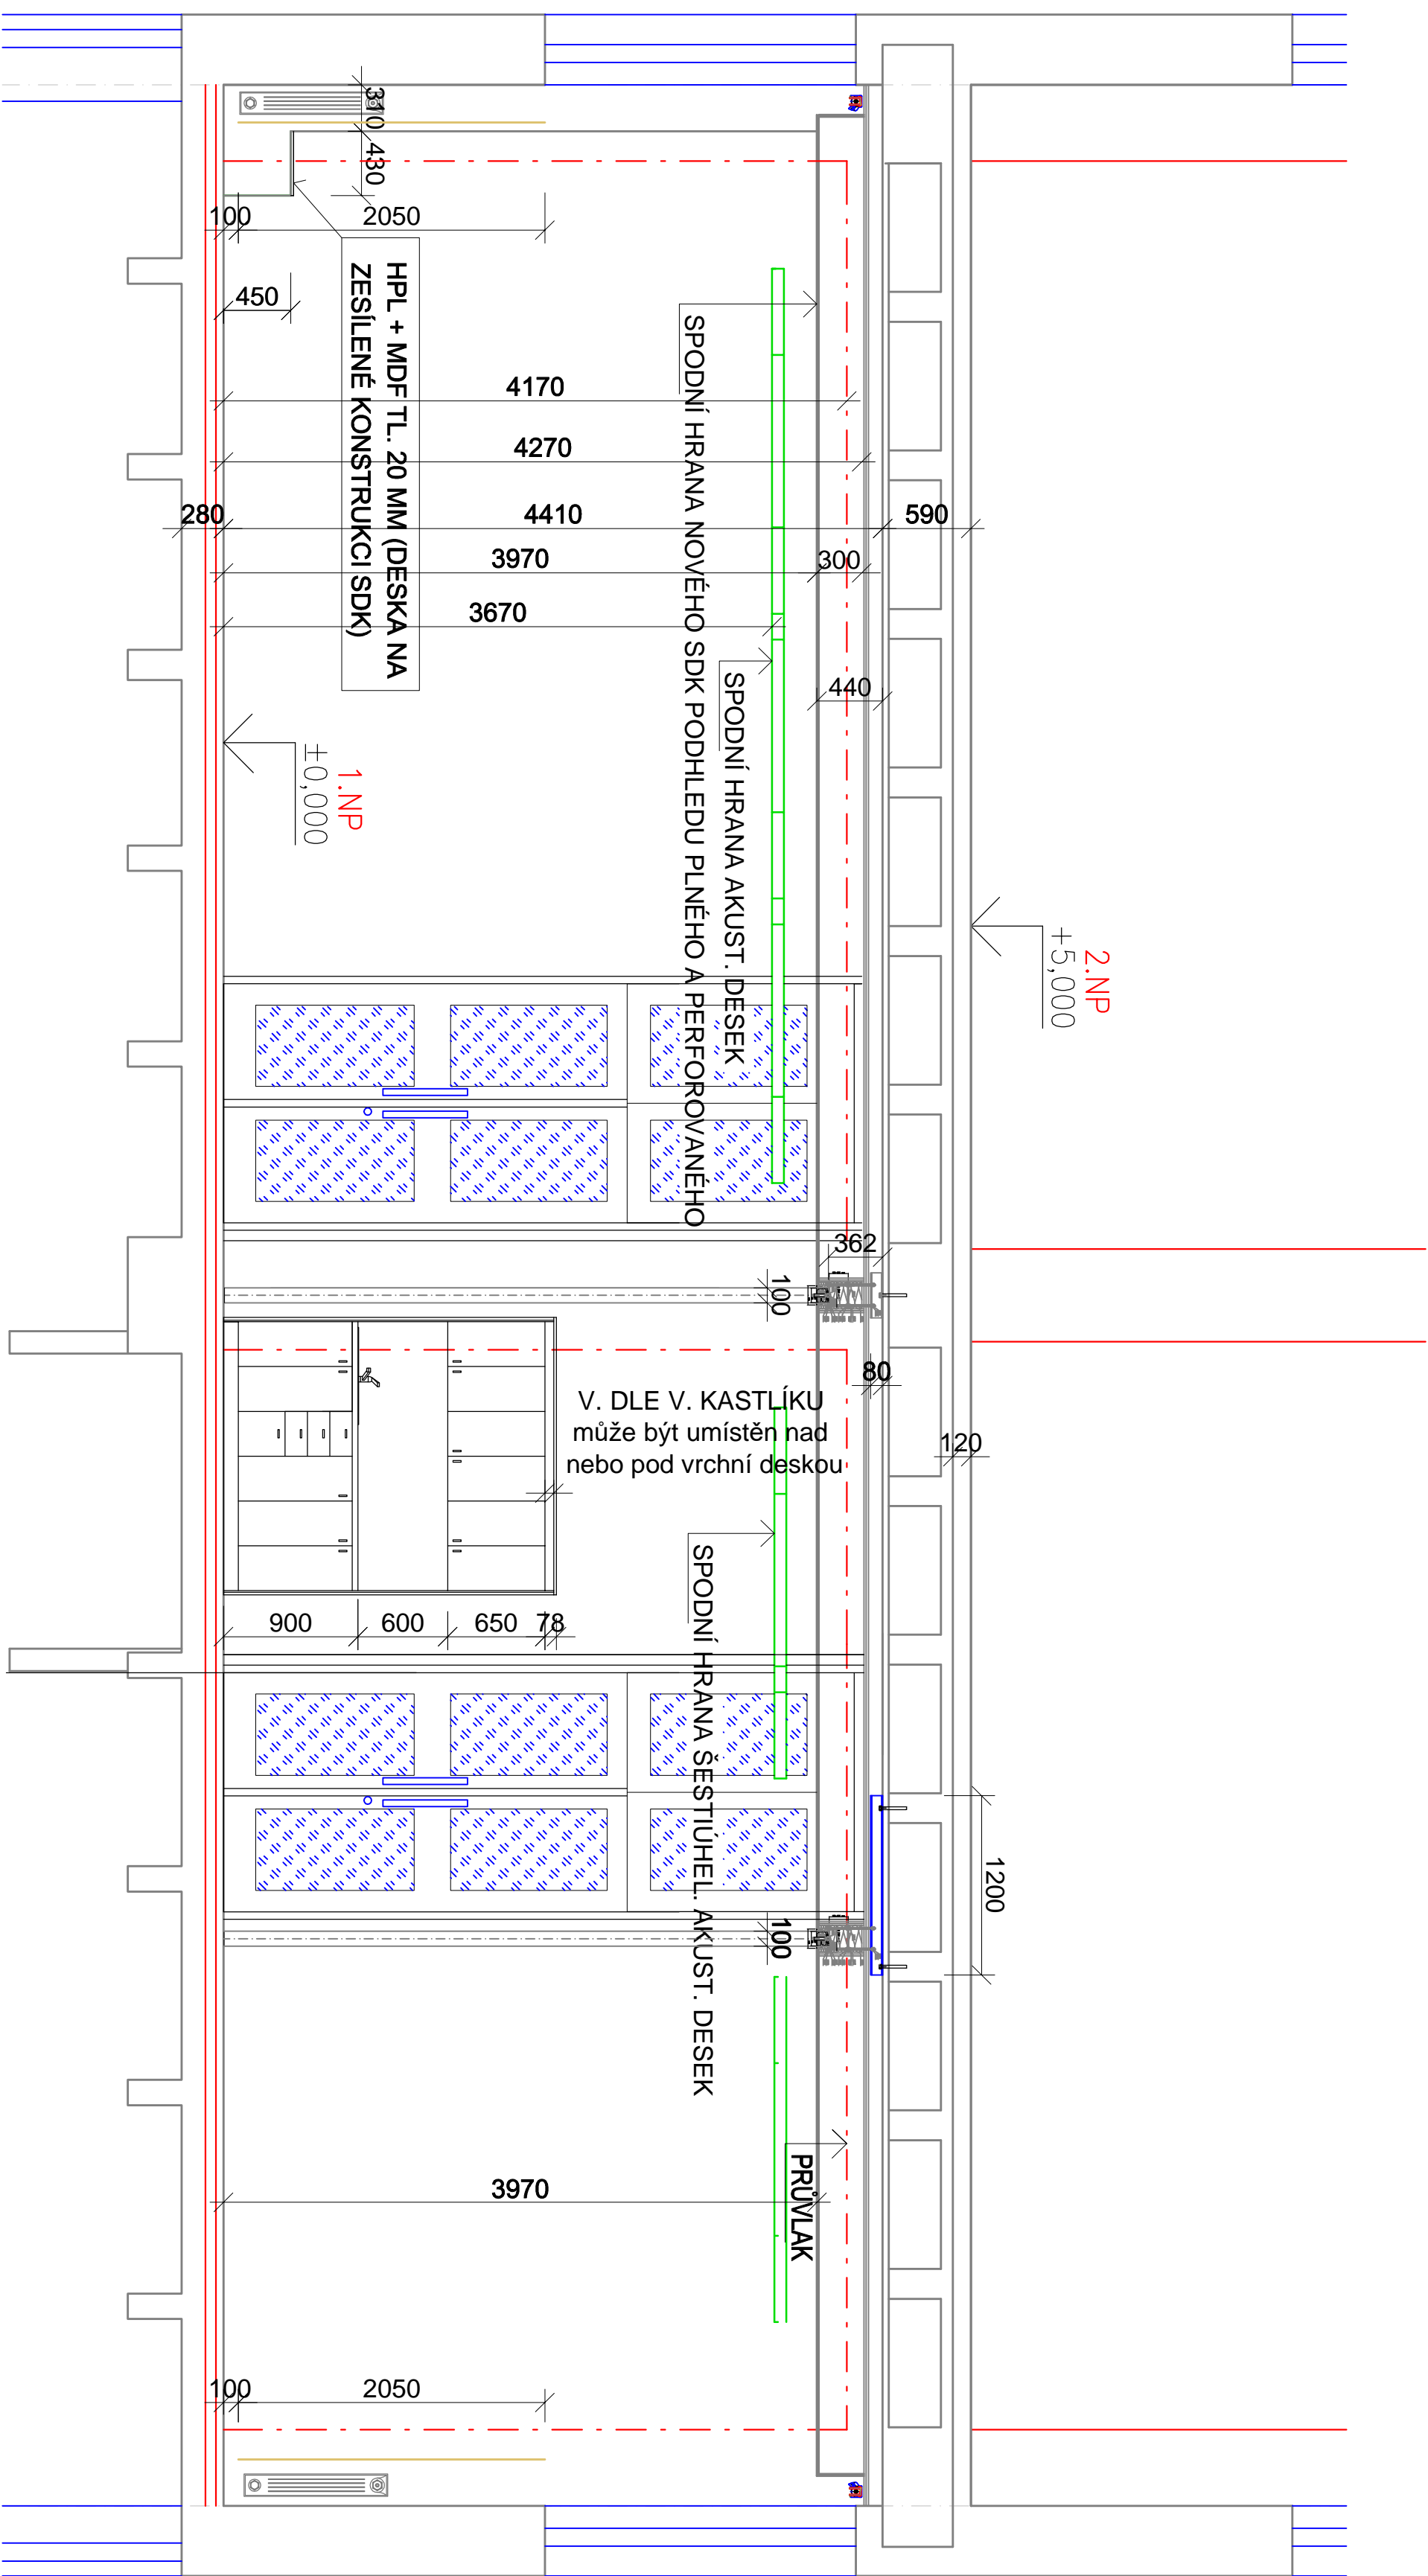 310
430
100
2050
450
HPL + MDF TL. 20 MM (DESKA NA
ZESÍLENÉ KONSTRUKCI SDK)
SPODNÍ HRANA NOVÉHO SDK PODHLEDU PLNÉHO A PERFOROVANÉHO
4170
4270
280
4410
590
3970
300
3670
SPODNÍ HRANA AKUST. DESEK
440
1.NP
±0,000
2.NP
+5,000
362
100
80
V. DLE V. KASTLÍKU
může být umístěn nad
nebo pod vrchní deskou
120
SPODNÍ HRANA ŠESTIÚHEL. AKUST. DESEK
900
600
650
78
1200
100
PRŮVLAK
3970
100
2050